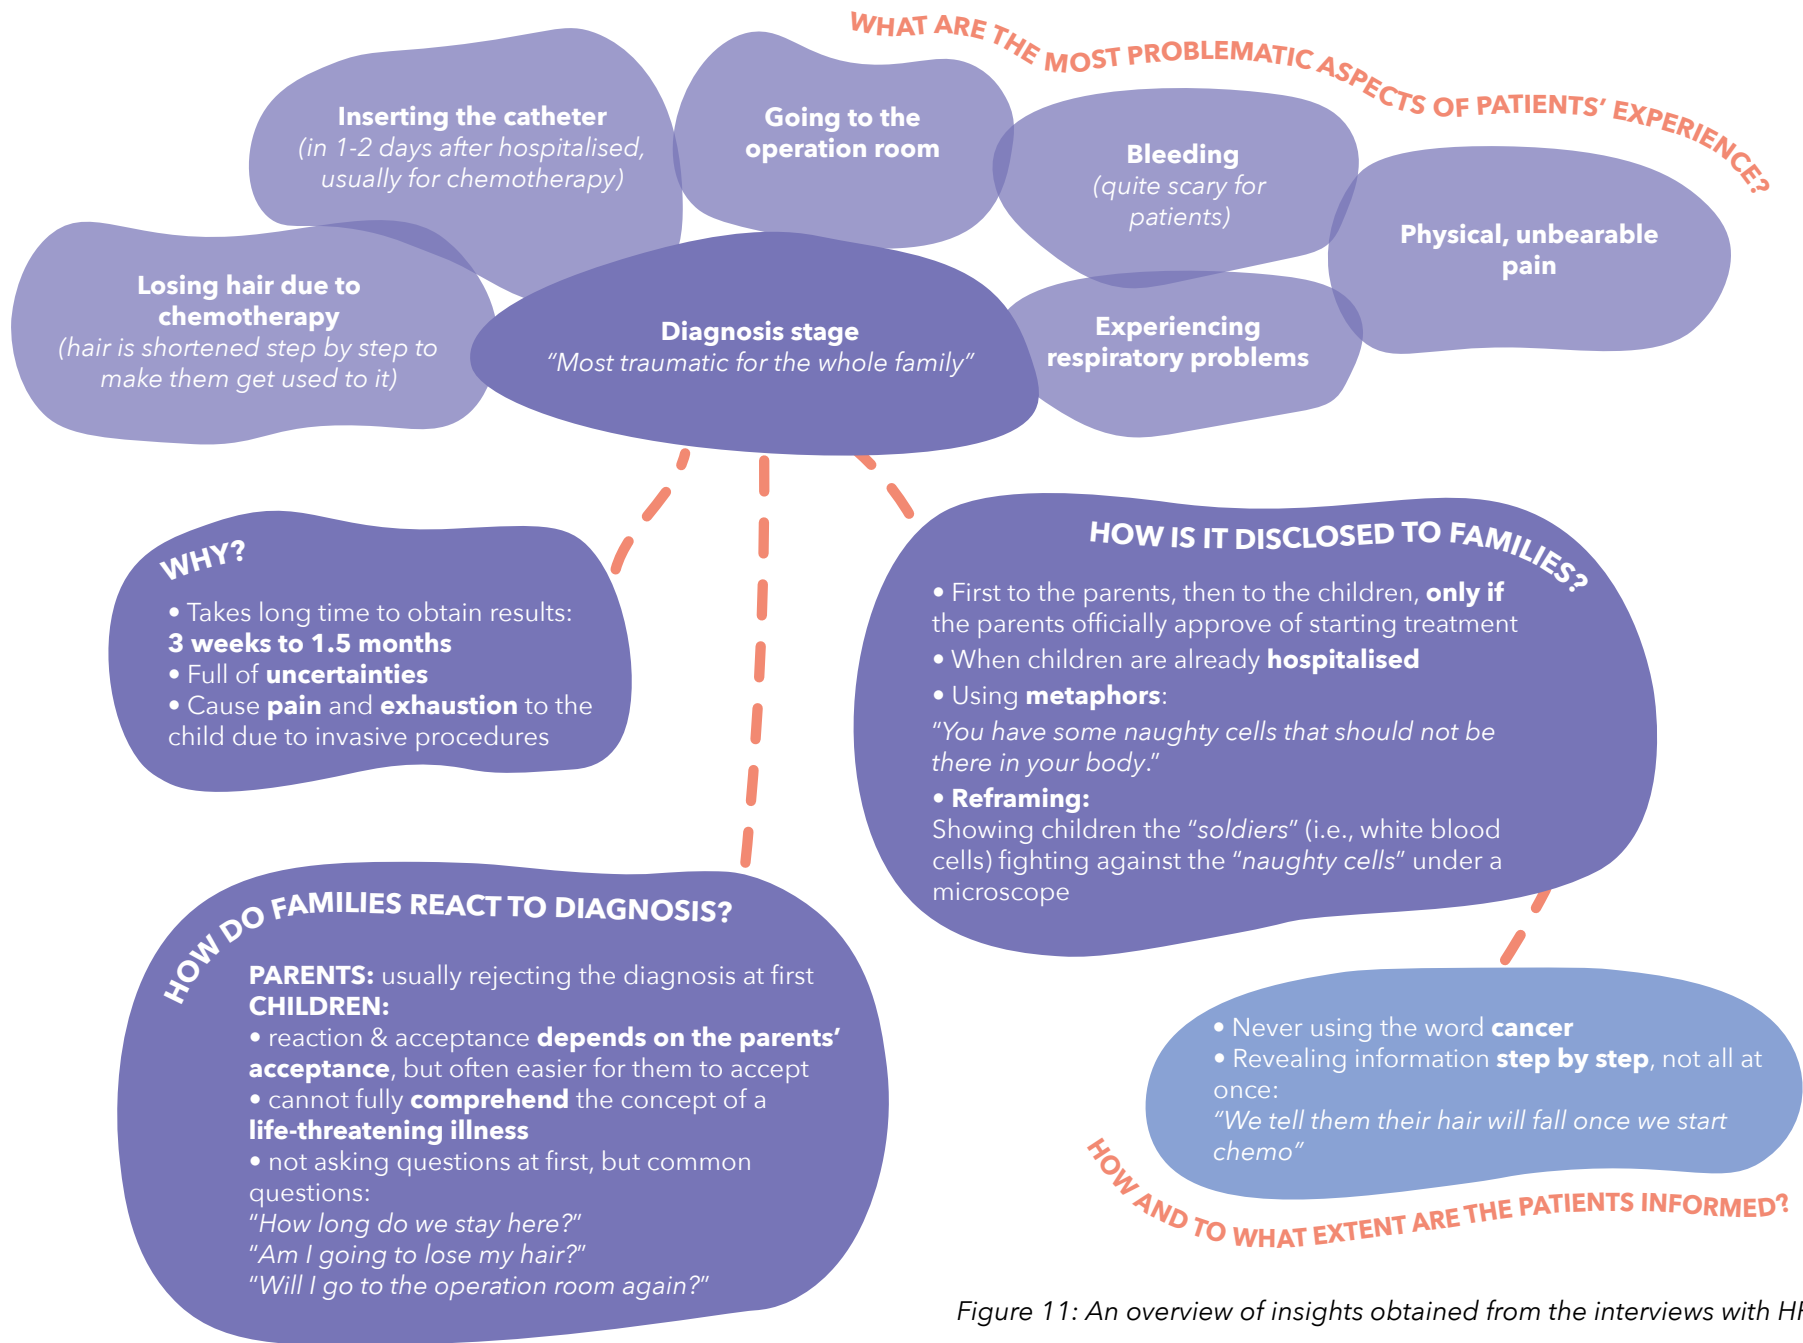 WHAT ARE THE MOST PROBLEMATIC ASPECTS OF PATIENTS' EXPERIENCE?
Inserting the catheter
(in 1-2 days after hospitalised,
usually for chemotherapy)
Going to the
operation room
Bleeding
(quite scary for
patients)
Physical, unbearable
pain
Losing hair due to
chemotherapy
(hair is shortened step by step to
make them get used to it)
Diagnosis stage
"Most traumatic for the whole family"
Experiencing
respiratory problems
WHY?
• Takes long time to obtain results:
3 weeks to 1.5 months
• Full of uncertainties
• Cause pain and exhaustion to the
child due to invasive procedures
HOW IS IT DISCLOSED TO FAMILIES?
• First to the parents, then to the children, only if
the parents officially approve of starting treatment
• When children are already hospitalised
• Using metaphors:
"You have some naughty cells that should not be
there in your body."
• Reframing:
Showing children the "soldiers" (i.e., white blood
cells) fighting against the "naughty cells" under a
microscope
HOW DO FAMILIES REACT TO DIAGNOSIS?
PARENTS: usually rejecting the diagnosis at first
CHILDREN:
• reaction & acceptance depends on the parents'
acceptance, but often easier for them to accept
• cannot fully comprehend the concept of a
life-threatening illness
• not asking questions at first, but common
questions:
"How long do we stay here?"
"Am I going to lose my hair?"
"Will I go to the operation room again?"
• Never using the word cancer
• Revealing information step by step, not all at
once:
"We tell them their hair will fall once we start
chemo"
HOW AND TO WHAT EXTENT ARE THE PATIENTS INFORMED?
Figure 11: An overview of insights obtained from the interviews with